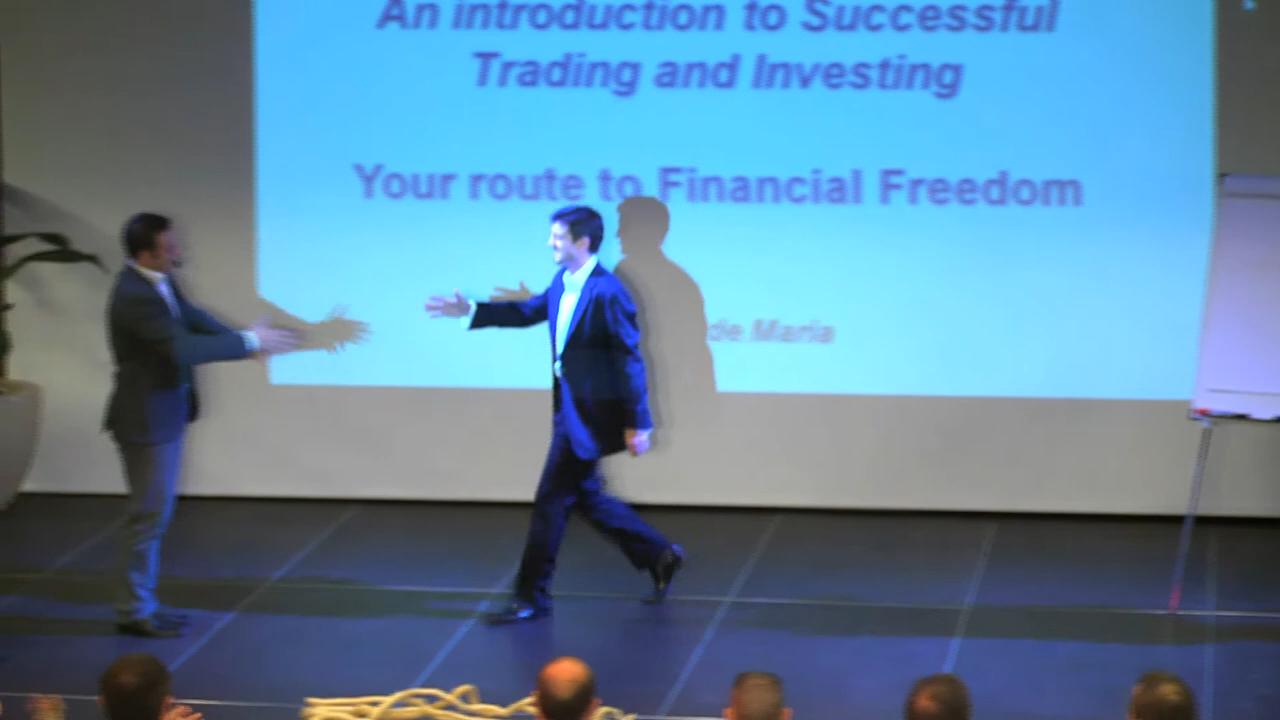 An introduction to Successful
Trading and Investing
Your route to Financial Freedom
de Maria